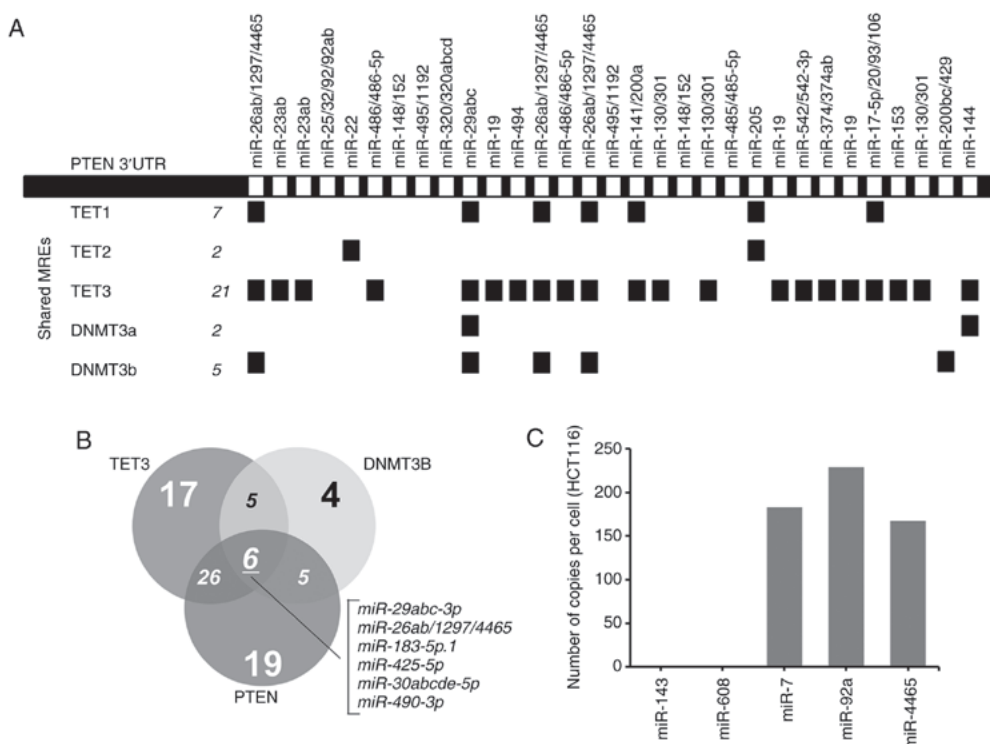 A
miR-26ab/1297/4465
miR-23ab
miR-23ab
miR-25/32/92/92ab
miR-22
miR-486/486-5p
miR-148/152
miR-495/1192
miR-320/320abcd
miR-29abc
miR-19
miR-494
miR-26ab/1297/4465
miR-486/486-5p
miR-26ab/1297/4465
miR-495/1192
miR-141/200a
miR-130/301
miR-148/152
miR-130/301
miR-485/485-5p
miR-205
miR-19
miR-542/542-3p
miR-374/374ab
miR-19
miR-17-5p/20/93/106
miR-153
miR-130/301
miR-200bc/429
miR-144
PTEN 3'UTR
Shared MREs
TET1 7
TET2 2
TET3 21
DNMT3a 2
DNMT3b 5
B
TET3
DNMT3B
17
5
4
6
26
5
19
PTEN
miR-29abc-3p
miR-26ab/1297/4465
miR-183-5p.1
miR-425-5p
miR-30abcde-5p
miR-490-3p
C
Number of copies per cell (HCT116)
250
200
150
100
50
0
miR-143
miR-608
miR-7
miR-92a
miR-4465